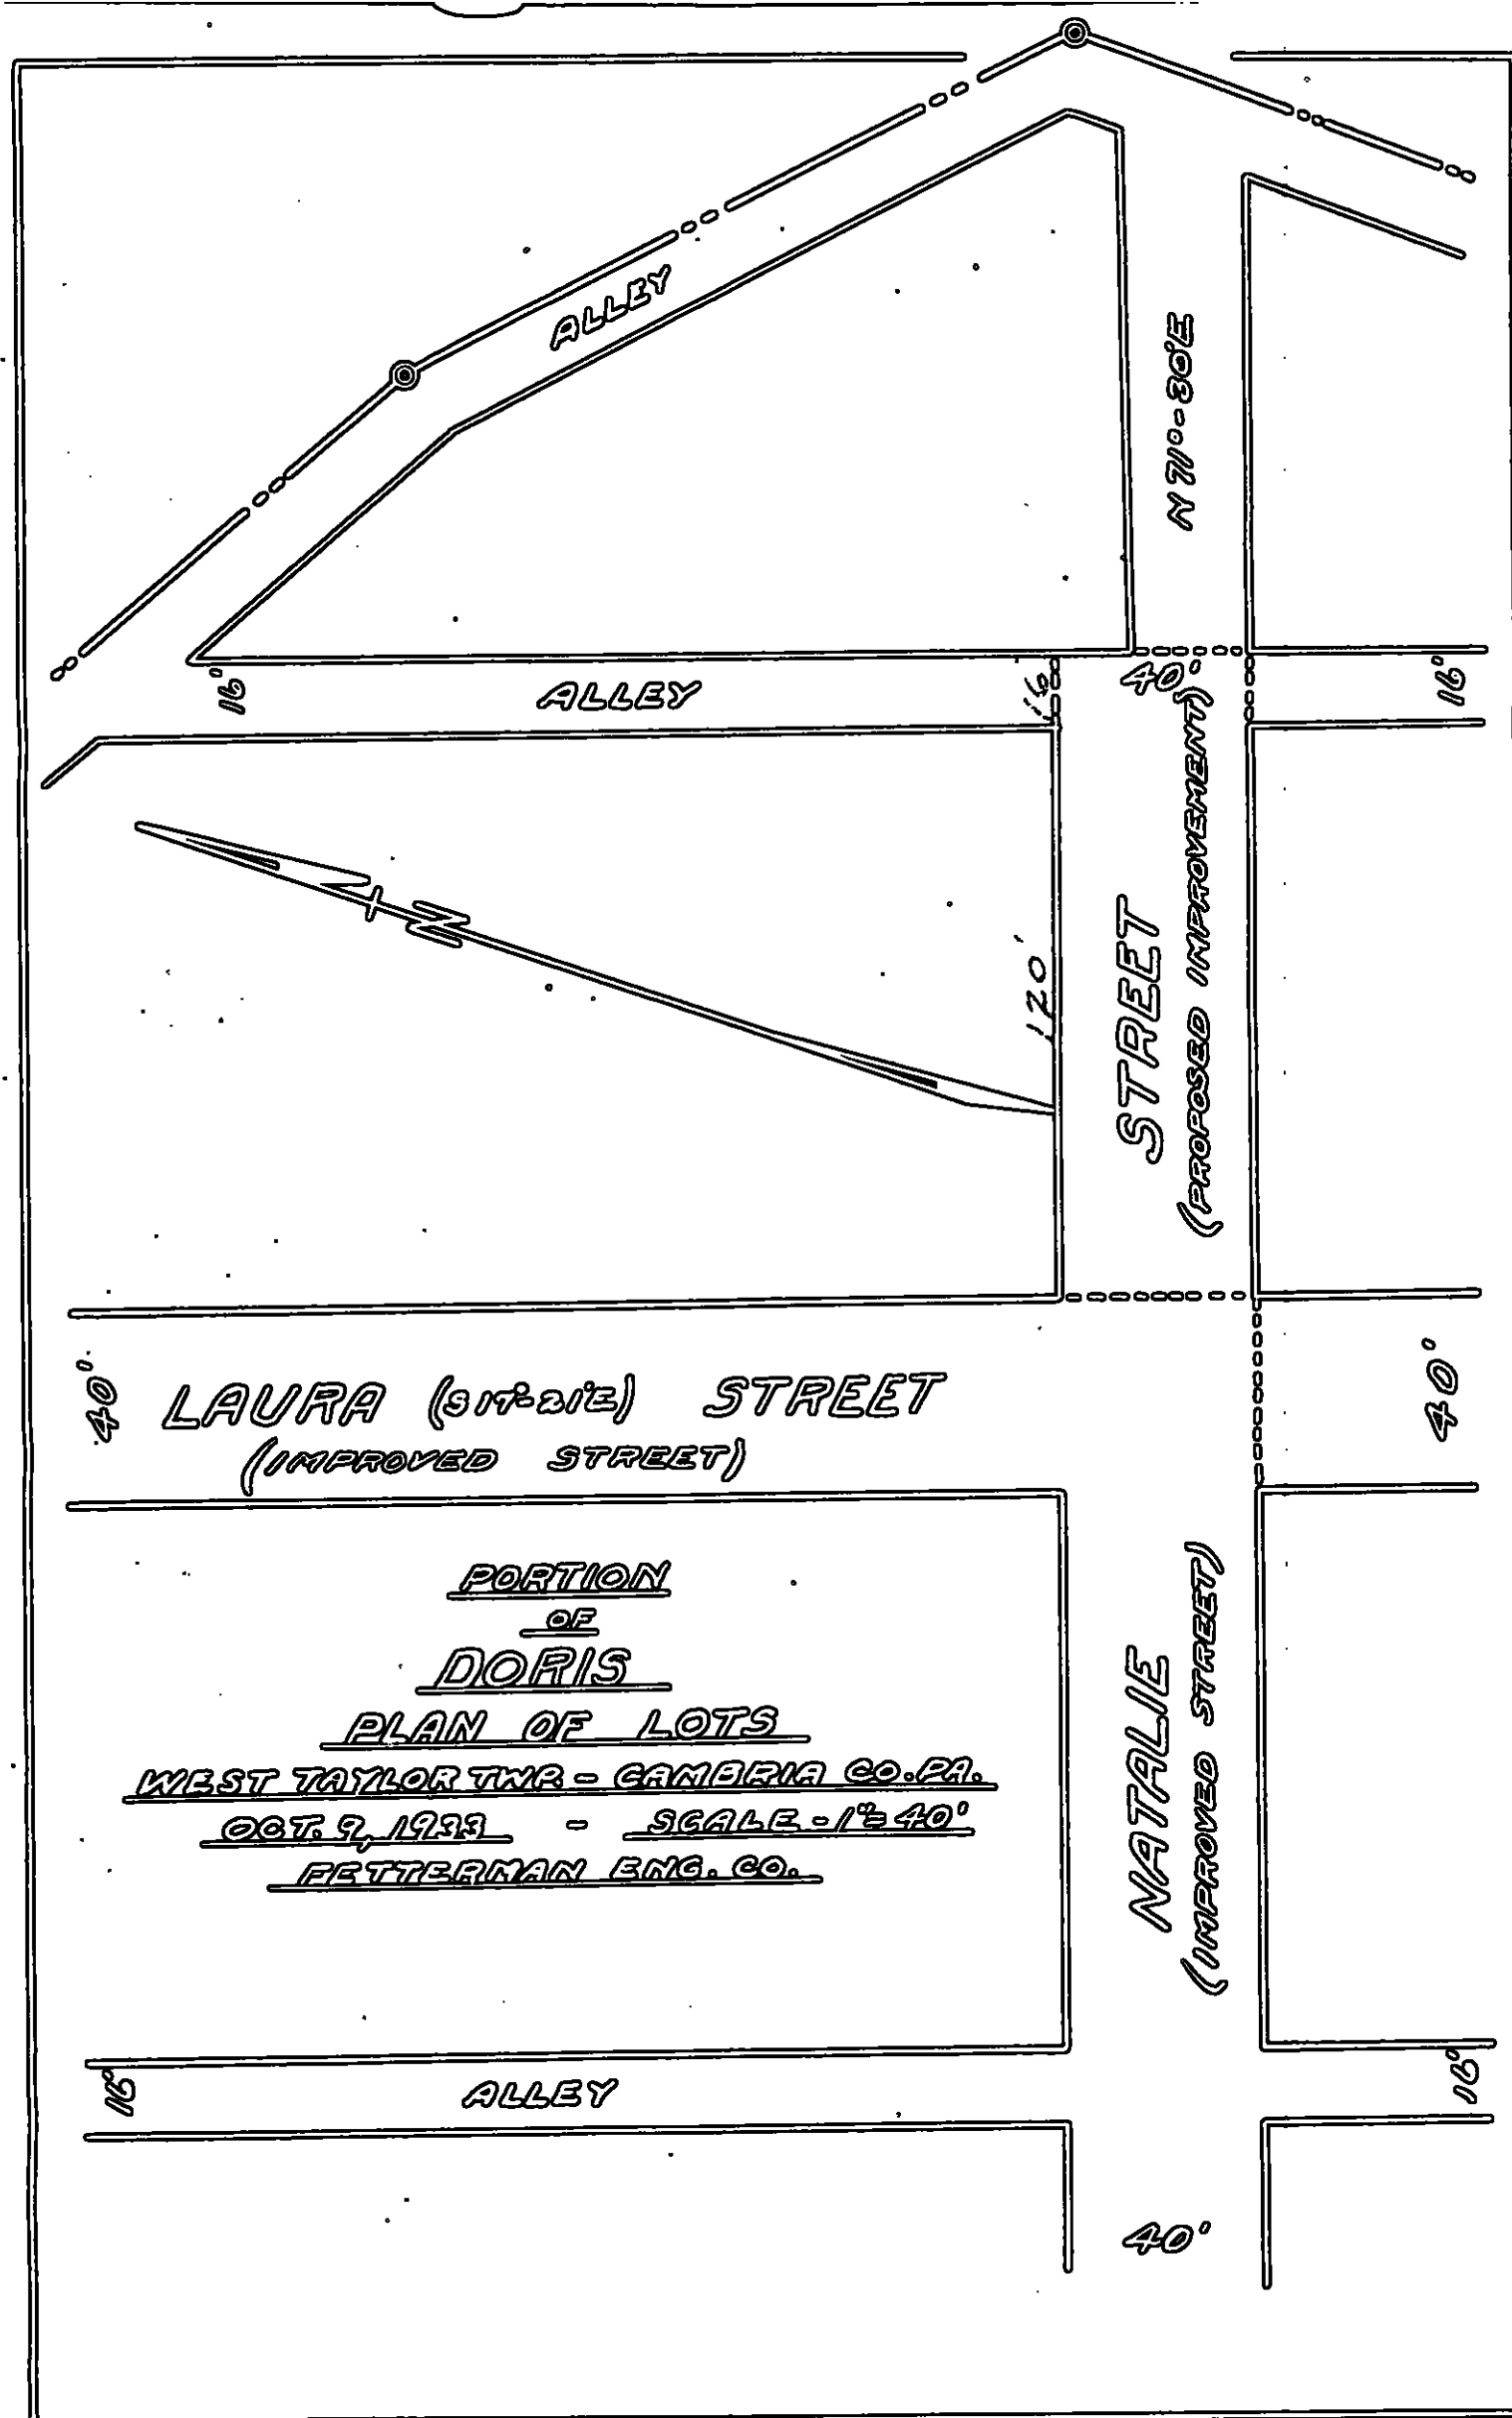 ALLEY
N 71°-30'E
16'
ALLEY
16
40'
16'
120'
STREET
(PROPOSED IMPROVEMENT)
40'
LAURA (S 17°-21'E) STREET
(IMPROVED STREET)
40'
PORTION
OF
DORIS
PLAN OF LOTS
WEST TAYLOR TWP. - CAMBRIA CO. PA.
OCT. 9, 1933 - SCALE - 1"=40'
FETTERMAN ENG. CO.
NATALIE
(IMPROVED STREET)
16'
ALLEY
16'
40'
N